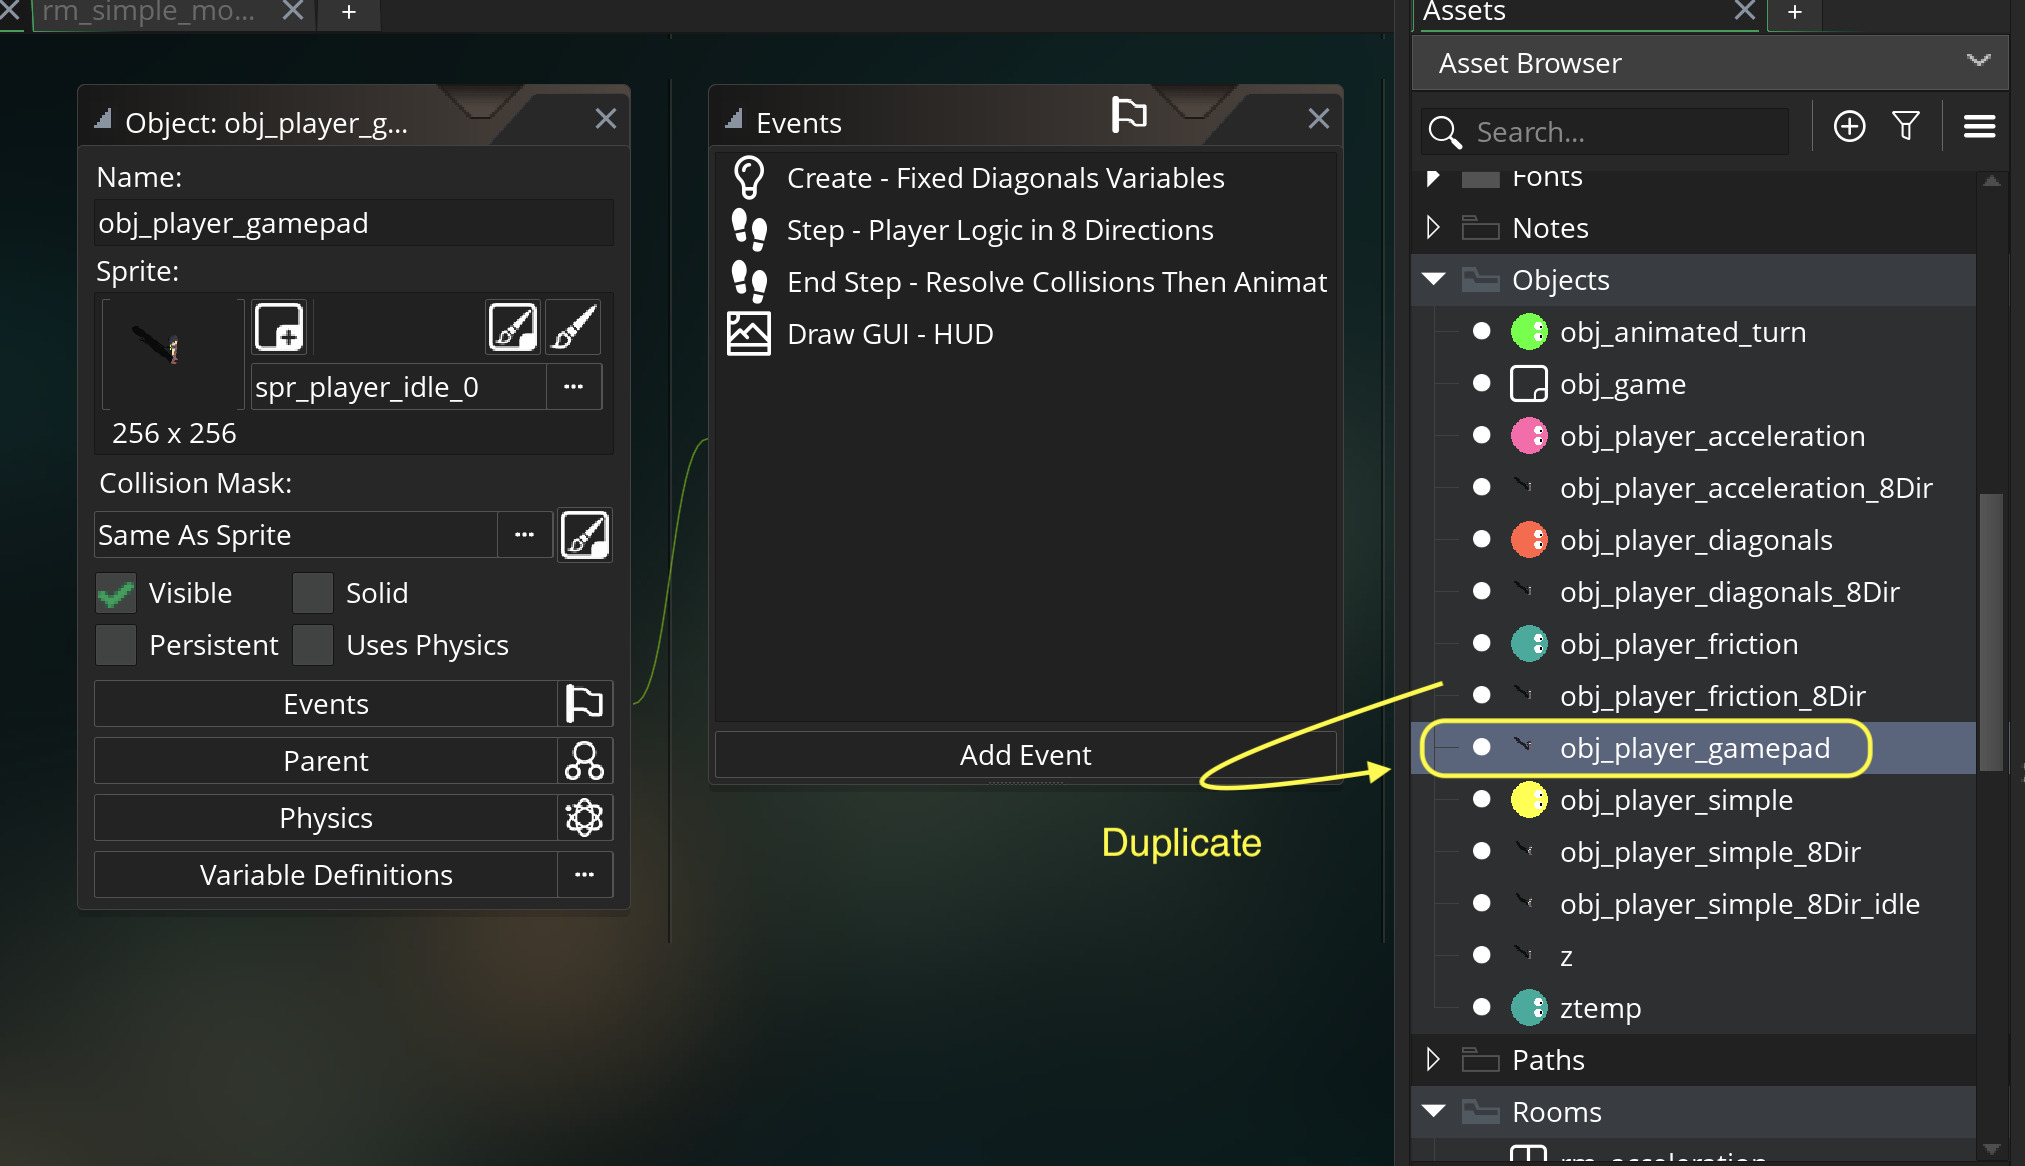 rm_simple_mo...
+
Object: obj_player_g...
Name:
obj_player_gamepad
Sprite:
spr_player_idle_0
...
256 x 256
Collision Mask:
Same As Sprite
...
Visible
Solid
Persistent
Uses Physics
Events
Parent
Physics
Variable Definitions
...
Events
Create - Fixed Diagonals Variables
Step - Player Logic in 8 Directions
End Step - Resolve Collisions Then Animat
Draw GUI - HUD
Add Event
Duplicate
Assets
+
Asset Browser
Search...
Fonts
Notes
Objects
obj_animated_turn
obj_game
obj_player_acceleration
obj_player_acceleration_8Dir
obj_player_diagonals
obj_player_diagonals_8Dir
obj_player_friction
obj_player_friction_8Dir
obj_player_gamepad
obj_player_simple
obj_player_simple_8Dir
obj_player_simple_8Dir_idle
z
ztemp
Paths
Rooms
rm_acceleration